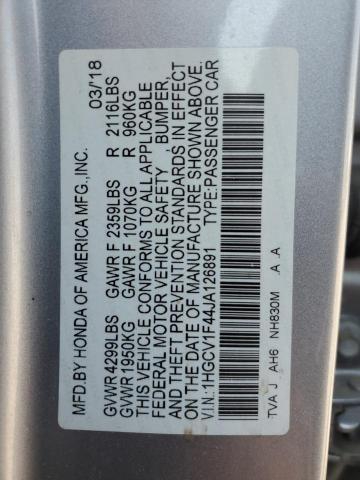 MFD.BY HONDA OF AMERICA MFG.,INC. 03/18
GVWR 4299LBS GAWR F 2359LBS R 2116LBS
GVWR 1950KG GAWR F 1070KG R 960KG
THIS VEHICLE CONFORMS TO ALL APPLICABLE
FEDERAL MOTOR VEHICLE SAFETY , BUMPER,
AND THEFT PREVENTION STANDARDS IN EFFECT
ON THE DATE OF MANUFACTURE SHOWN ABOVE.
V.I.N.:1HGCV1F44JA126891 TYPE:PASSENGER CAR
TVA J AH6 NH830M A A